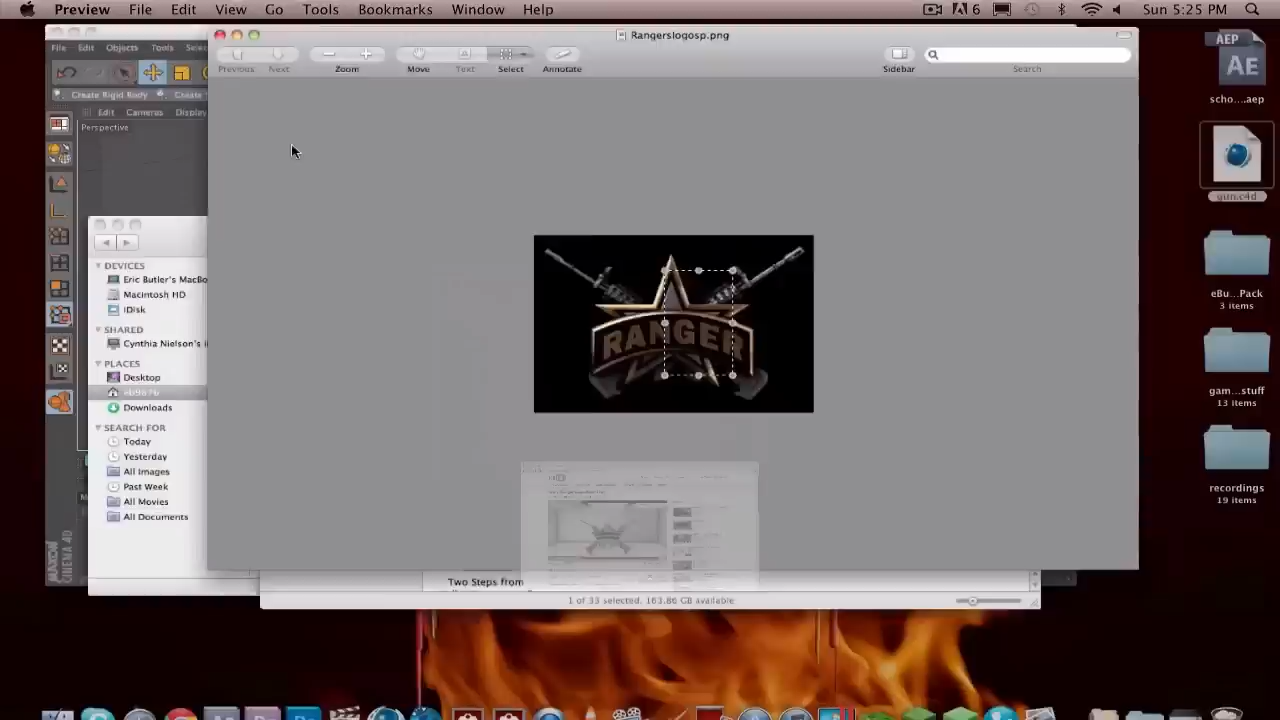 Preview File Edit View Go Tools Bookmarks Window Help
6 Sun 5:25 PM
Rangerslogosp.png
Previous Next Zoom Move Text Select Annotate Sidebar Search
File Edit Objects Tools
Create Rigid Body Create
Edit Cameras Display
Perspective
DEVICES
Eric Butler's MacBo
Macintosh HD
iDisk
SHARED
Cynthia Nielson's i
PLACES
Desktop
Downloads
SEARCH FOR
Today
Yesterday
All Images
Past Week
All Movies
All Documents
MAXON
CINEMA 4D
RANGER
Two Steps from
1 of 33 selected, 163.86 GB available
AEP
AE
scho....aep
gun.c4d
eBu...Pack
3 items
gam...stuff
13 items
recordings
19 items